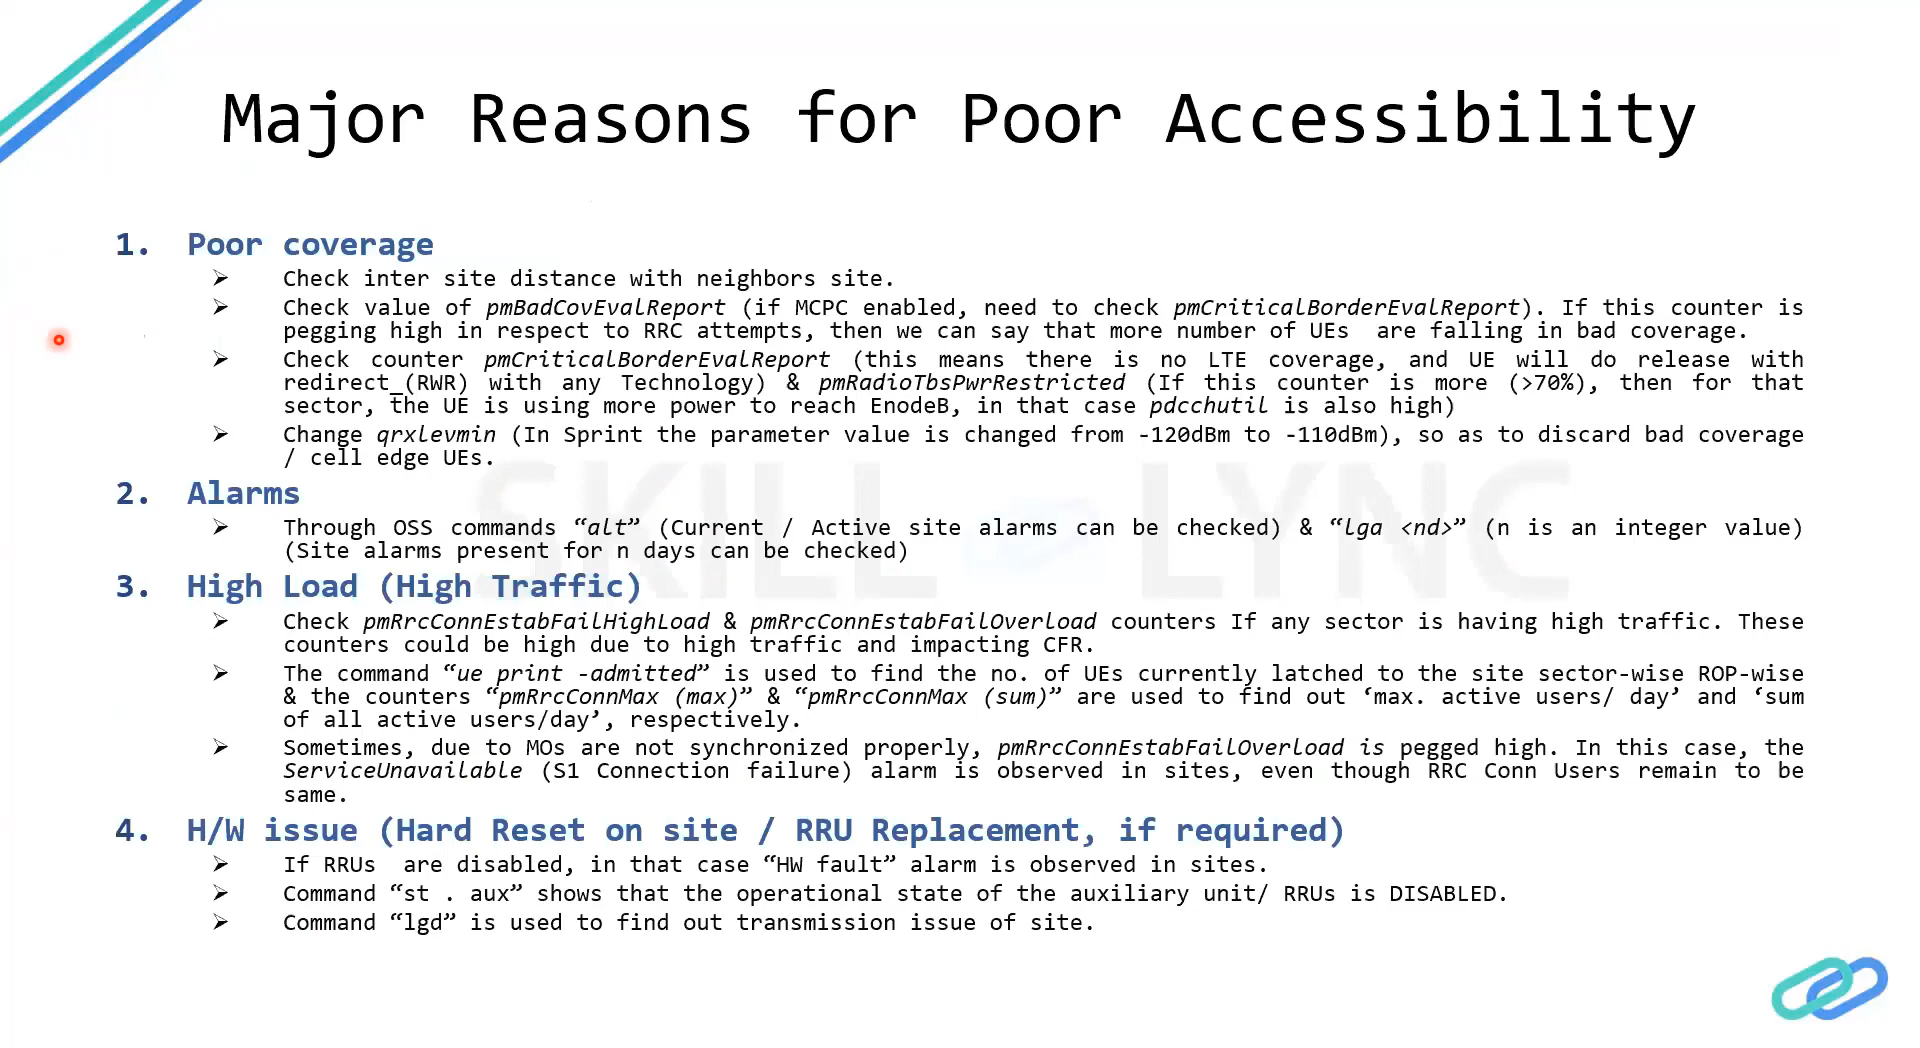 Major Reasons for Poor Accessibility
1. Poor coverage
➢ Check inter site distance with neighbors site.
➢ Check value of pmBadCovEvalReport (if MCPC enabled, need to check pmCriticalBorderEvalReport). If this counter is
pegging high in respect to RRC attempts, then we can say that more number of UEs are falling in bad coverage.
➢ Check counter pmCriticalBorderEvalReport (this means there is no LTE coverage, and UE will do release with
redirect_(RWR) with any Technology) & pmRadioTbsPwrRestricted (If this counter is more (>70%), then for that
sector, the UE is using more power to reach EnodeB, in that case pdcchutil is also high)
➢ Change qrxlevmin (In Sprint the parameter value is changed from -120dBm to -110dBm), so as to discard bad coverage
/ cell edge UEs.
2. Alarms
➢ Through OSS commands “alt” (Current / Active site alarms can be checked) & “lga <nd>” (n is an integer value)
(Site alarms present for n days can be checked)
3. High Load (High Traffic)
➢ Check pmRrcConnEstabFailHighLoad & pmRrcConnEstabFailOverload counters If any sector is having high traffic. These
counters could be high due to high traffic and impacting CFR.
➢ The command “ue print -admitted” is used to find the no. of UEs currently latched to the site sector-wise ROP-wise
& the counters “pmRrcConnMax (max)” & “pmRrcConnMax (sum)” are used to find out ‘max. active users/ day’ and ‘sum
of all active users/day’, respectively.
➢ Sometimes, due to MOs are not synchronized properly, pmRrcConnEstabFailOverload is pegged high. In this case, the
ServiceUnavailable (S1 Connection failure) alarm is observed in sites, even though RRC Conn Users remain to be
same.
4. H/W issue (Hard Reset on site / RRU Replacement, if required)
➢ If RRUs are disabled, in that case “HW fault” alarm is observed in sites.
➢ Command “st . aux” shows that the operational state of the auxiliary unit/ RRUs is DISABLED.
➢ Command “lgd” is used to find out transmission issue of site.
SKILL LYNC